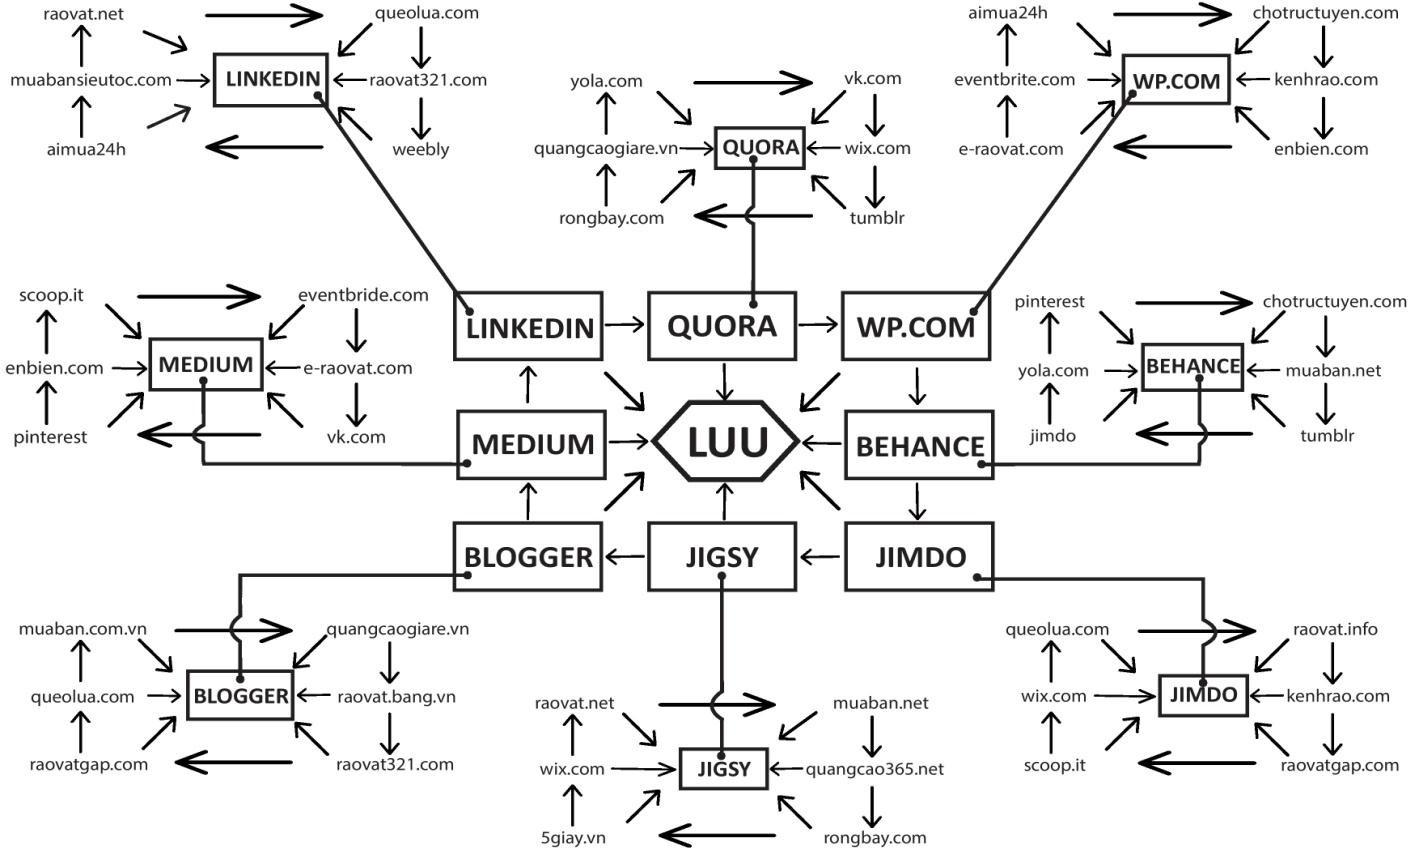 raovat.net
queolua.com
muabansieutoc.com
LINKEDIN
raovat321.com
aimua24h
weebly
yola.com
vk.com
quangcaogiare.vn
QUORA
wix.com
rongbay.com
tumblr
aimua24h
chotructuyen.com
eventbrite.com
WP.COM
kenhrao.com
e-raovat.com
enbien.com
scoop.it
eventbride.com
enbien.com
MEDIUM
e-raovat.com
pinterest
vk.com
LINKEDIN
QUORA
WP.COM
MEDIUM
LUU
BEHANCE
BLOGGER
JIGSY
JIMDO
pinterest
chotructuyen.com
yola.com
BEHANCE
muaban.net
jimdo
tumblr
muaban.com.vn
quangcaogiare.vn
queolua.com
BLOGGER
raovat.bang.vn
raovatgap.com
raovat321.com
raovat.net
muaban.net
wix.com
JIGSY
quangcao365.net
5giay.vn
rongbay.com
queolua.com
raovat.info
wix.com
JIMDO
kenhrao.com
scoop.it
raovatgap.com